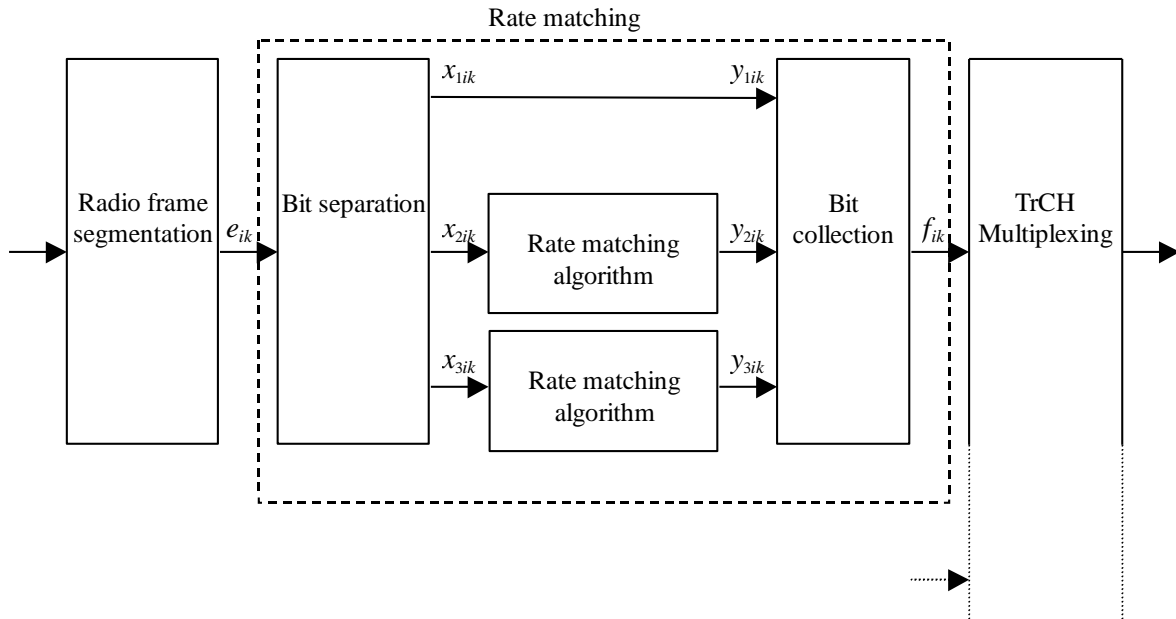 Rate matching
x1ik
y1ik
Radio frame
segmentation
eik
Bit separation
x2ik
Rate matching
algorithm
y2ik
Bit
collection
fik
TrCH
Multiplexing
x3ik
Rate matching
algorithm
y3ik